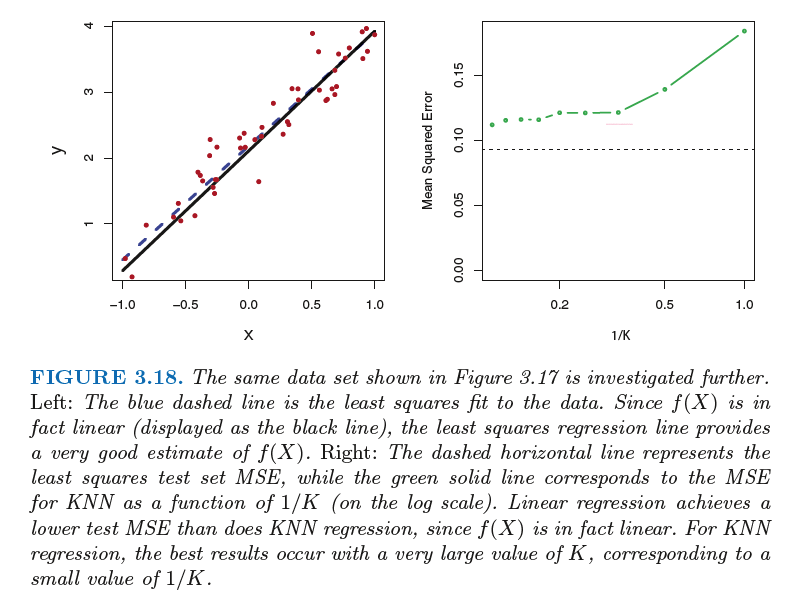 4
3
2
1
y
−1.0 −0.5 0.0 0.5 1.0
X
0.15
0.10
0.05
0.00
Mean Squared Error
0.2 0.5 1.0
1/K
FIGURE 3.18. The same data set shown in Figure 3.17 is investigated further.
Left: The blue dashed line is the least squares fit to the data. Since f(X) is in
fact linear (displayed as the black line), the least squares regression line provides
a very good estimate of f(X). Right: The dashed horizontal line represents the
least squares test set MSE, while the green solid line corresponds to the MSE
for KNN as a function of 1/K (on the log scale). Linear regression achieves a
lower test MSE than does KNN regression, since f(X) is in fact linear. For KNN
regression, the best results occur with a very large value of K, corresponding to a
small value of 1/K.